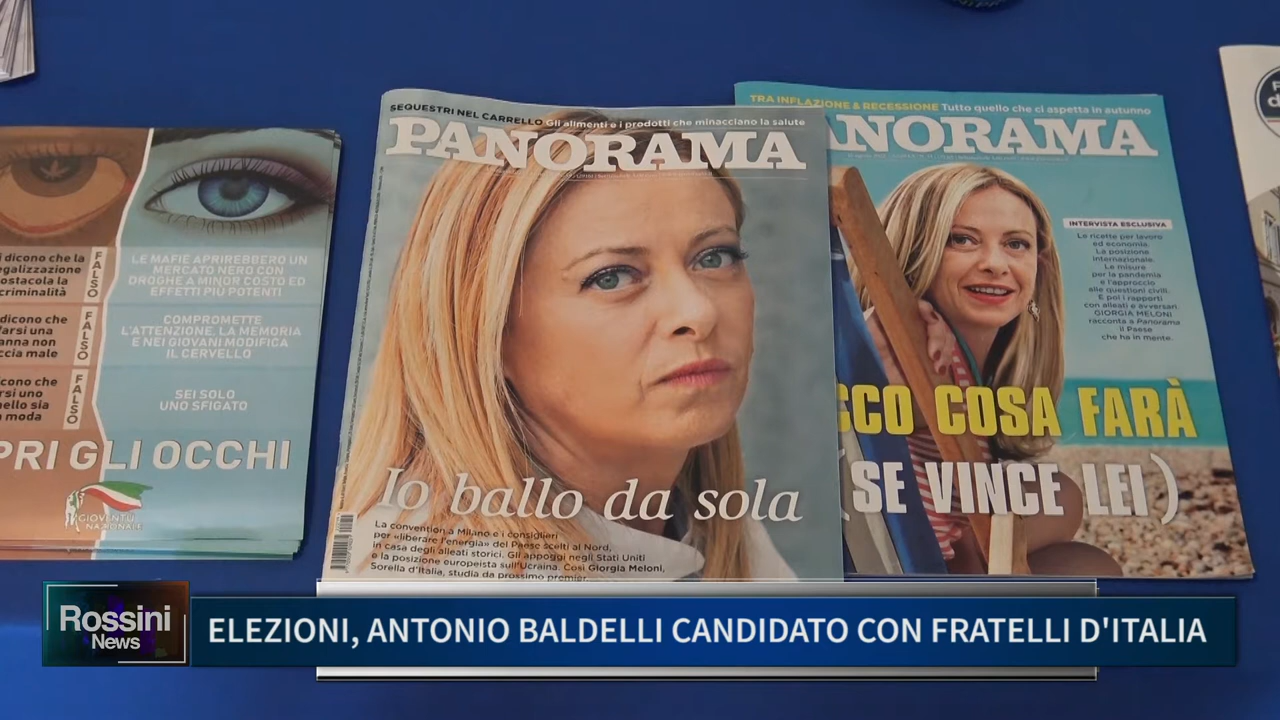 i dicono che la
egalizzazione
ostacola la
criminalità
FALSO
LE MAFIE APRIREBBERO UN
MERCATO NERO CON
DROGHE A MINOR COSTO ED
EFFETTI PIÙ POTENTI
dicono che
farsi una
anna non
ccia male
FALSO
COMPROMETTE
L'ATTENZIONE, LA MEMORIA
E NEI GIOVANI MODIFICA
IL CERVELLO
icono che
rsi uno
nello sia
moda
FALSO
SEI SOLO
UNO SFIGATO
PRI GLI OCCHI
GIOVENTÙ
NAZIONALE
SEQUESTRI NEL CARRELLO Gli alimenti e i prodotti che minacciano la salute
PANORAMA
Io ballo da sola
La convention a Milano e i consiglieri
per «liberare l'energia» del Paese scelti al Nord,
in casa degli alleati storici. Gli appoggi negli Stati Uniti
e la posizione europeista sull'Ucraina. Così Giorgia Meloni,
Sorella d'Italia, studia da prossimo premier.
TRA INFLAZIONE & RECESSIONE Tutto quello che ci aspetta in autunno
NORAMA
INTERVISTA ESCLUSIVA
Le ricette per lavoro
ed economia.
La posizione
internazionale.
Le misure
per la pandemia
e l'approccio
alle questioni civili.
E poi i rapporti
con alleati e avversari.
GIORGIA MELONI
racconta a Panorama
il Paese
che ha in mente.
CCO COSA FARÀ
(SE VINCE LEI)
Rossini
News
ELEZIONI, ANTONIO BALDELLI CANDIDATO CON FRATELLI D'ITALIA